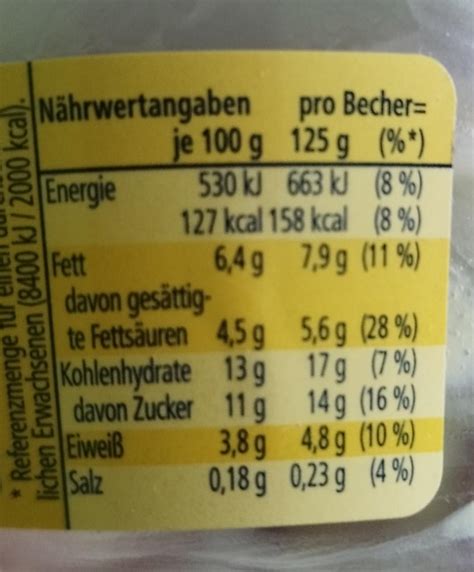 Nährwertangaben pro Becher=
je 100 g 125 g (%*)
Energie 530 kJ 663 kJ (8 %)
127 kcal 158 kcal (8 %)
Fett 6,4 g 7,9 g (11 %)
davon gesättig-
te Fettsäuren 4,5 g 5,6 g (28 %)
Kohlenhydrate 13 g 17 g (7 %)
davon Zucker 11 g 14 g (16 %)
Eiweiß 3,8 g 4,8 g (10 %)
Salz 0,18 g 0,23 g (4 %)
* Referenzmenge für einen
lichen Erwachsenen (8400 kJ / 2000 kcal).